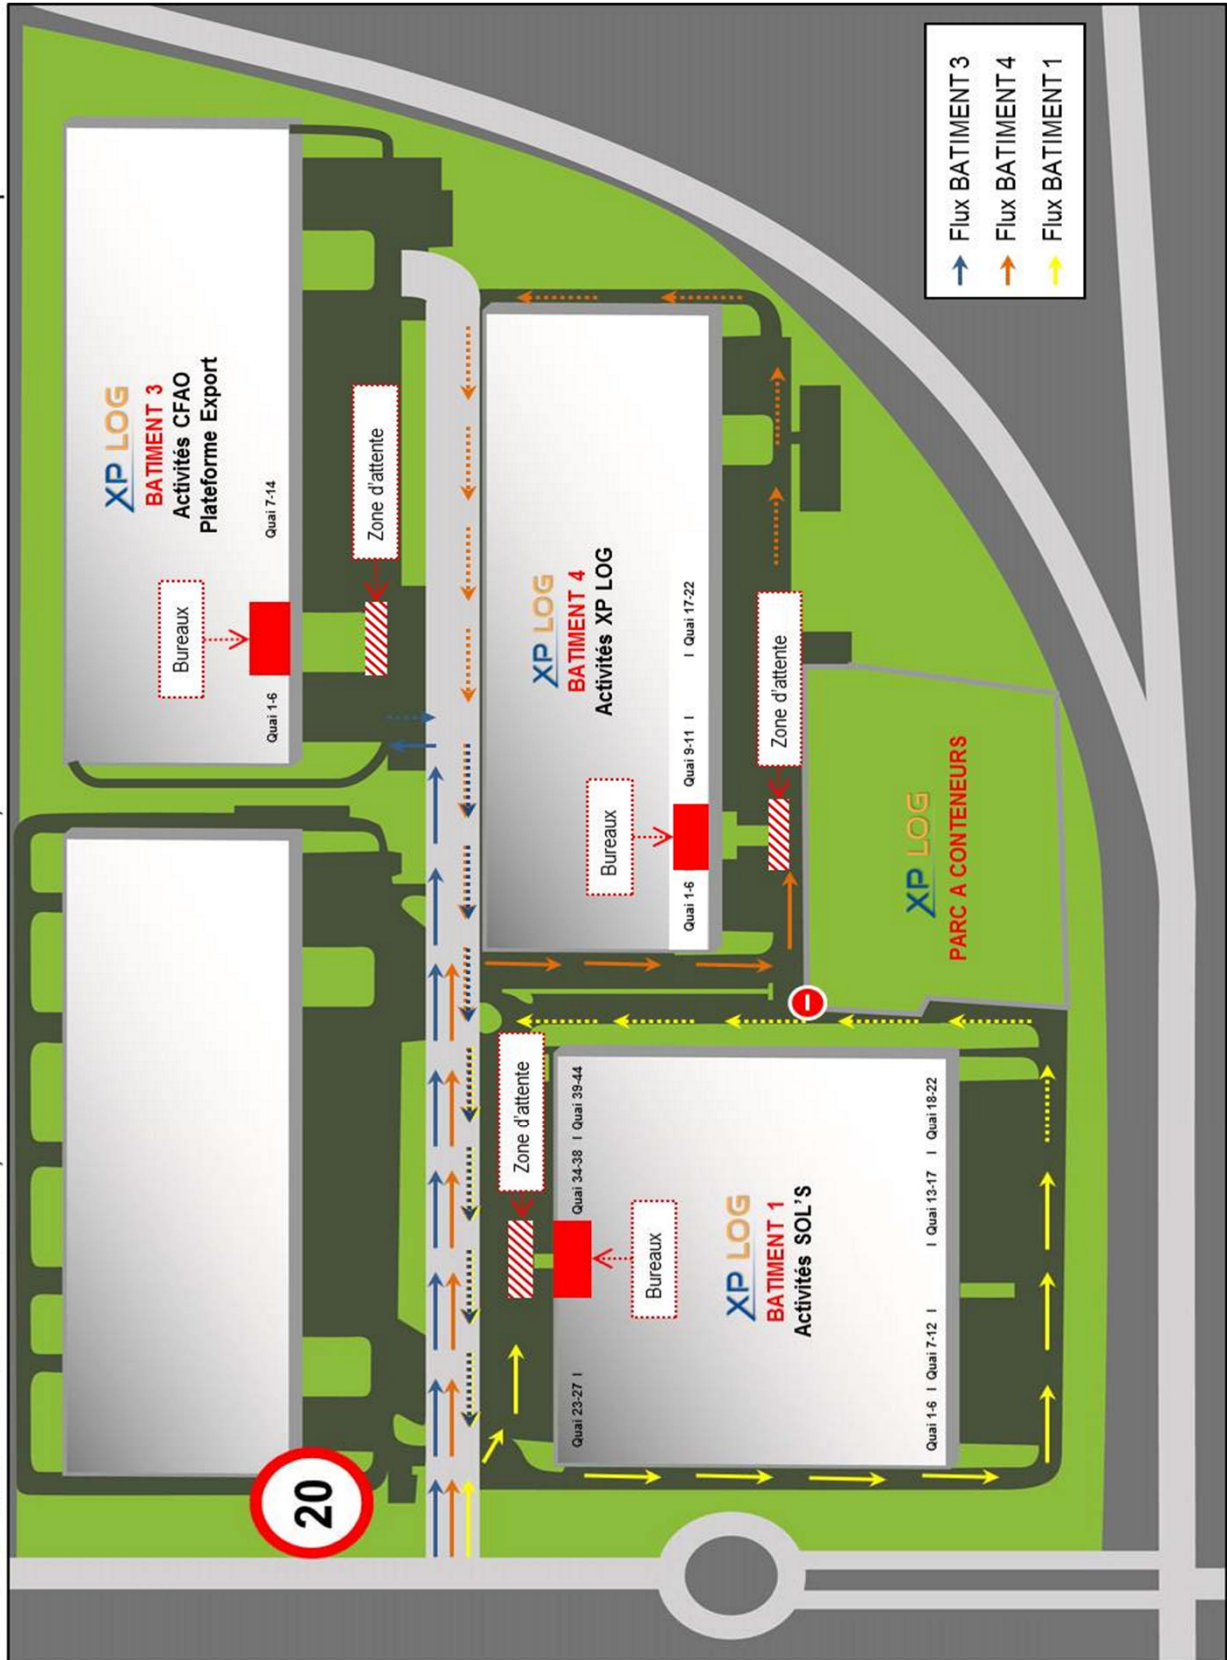 XP LOG
BATIMENT 3
Activités CFAO
Plateforme Export
Bureaux
Quai 1-6
Quai 7-14
Zone d'attente
20
XP LOG
BATIMENT 4
Activités XP LOG
Bureaux
Quai 1-6
Quai 9-11 I
I Quai 17-22
Zone d'attente
Zone d'attente
Quai 23-27 I
Quai 34-38 I Quai 39-44
Bureaux
XP LOG
BATIMENT 1
Activités SOL'S
Quai 1-6 I Quai 7-12 I
I Quai 13-17 I Quai 18-22
XP LOG
PARC A CONTENEURS
Flux BATIMENT 3
Flux BATIMENT 4
Flux BATIMENT 1